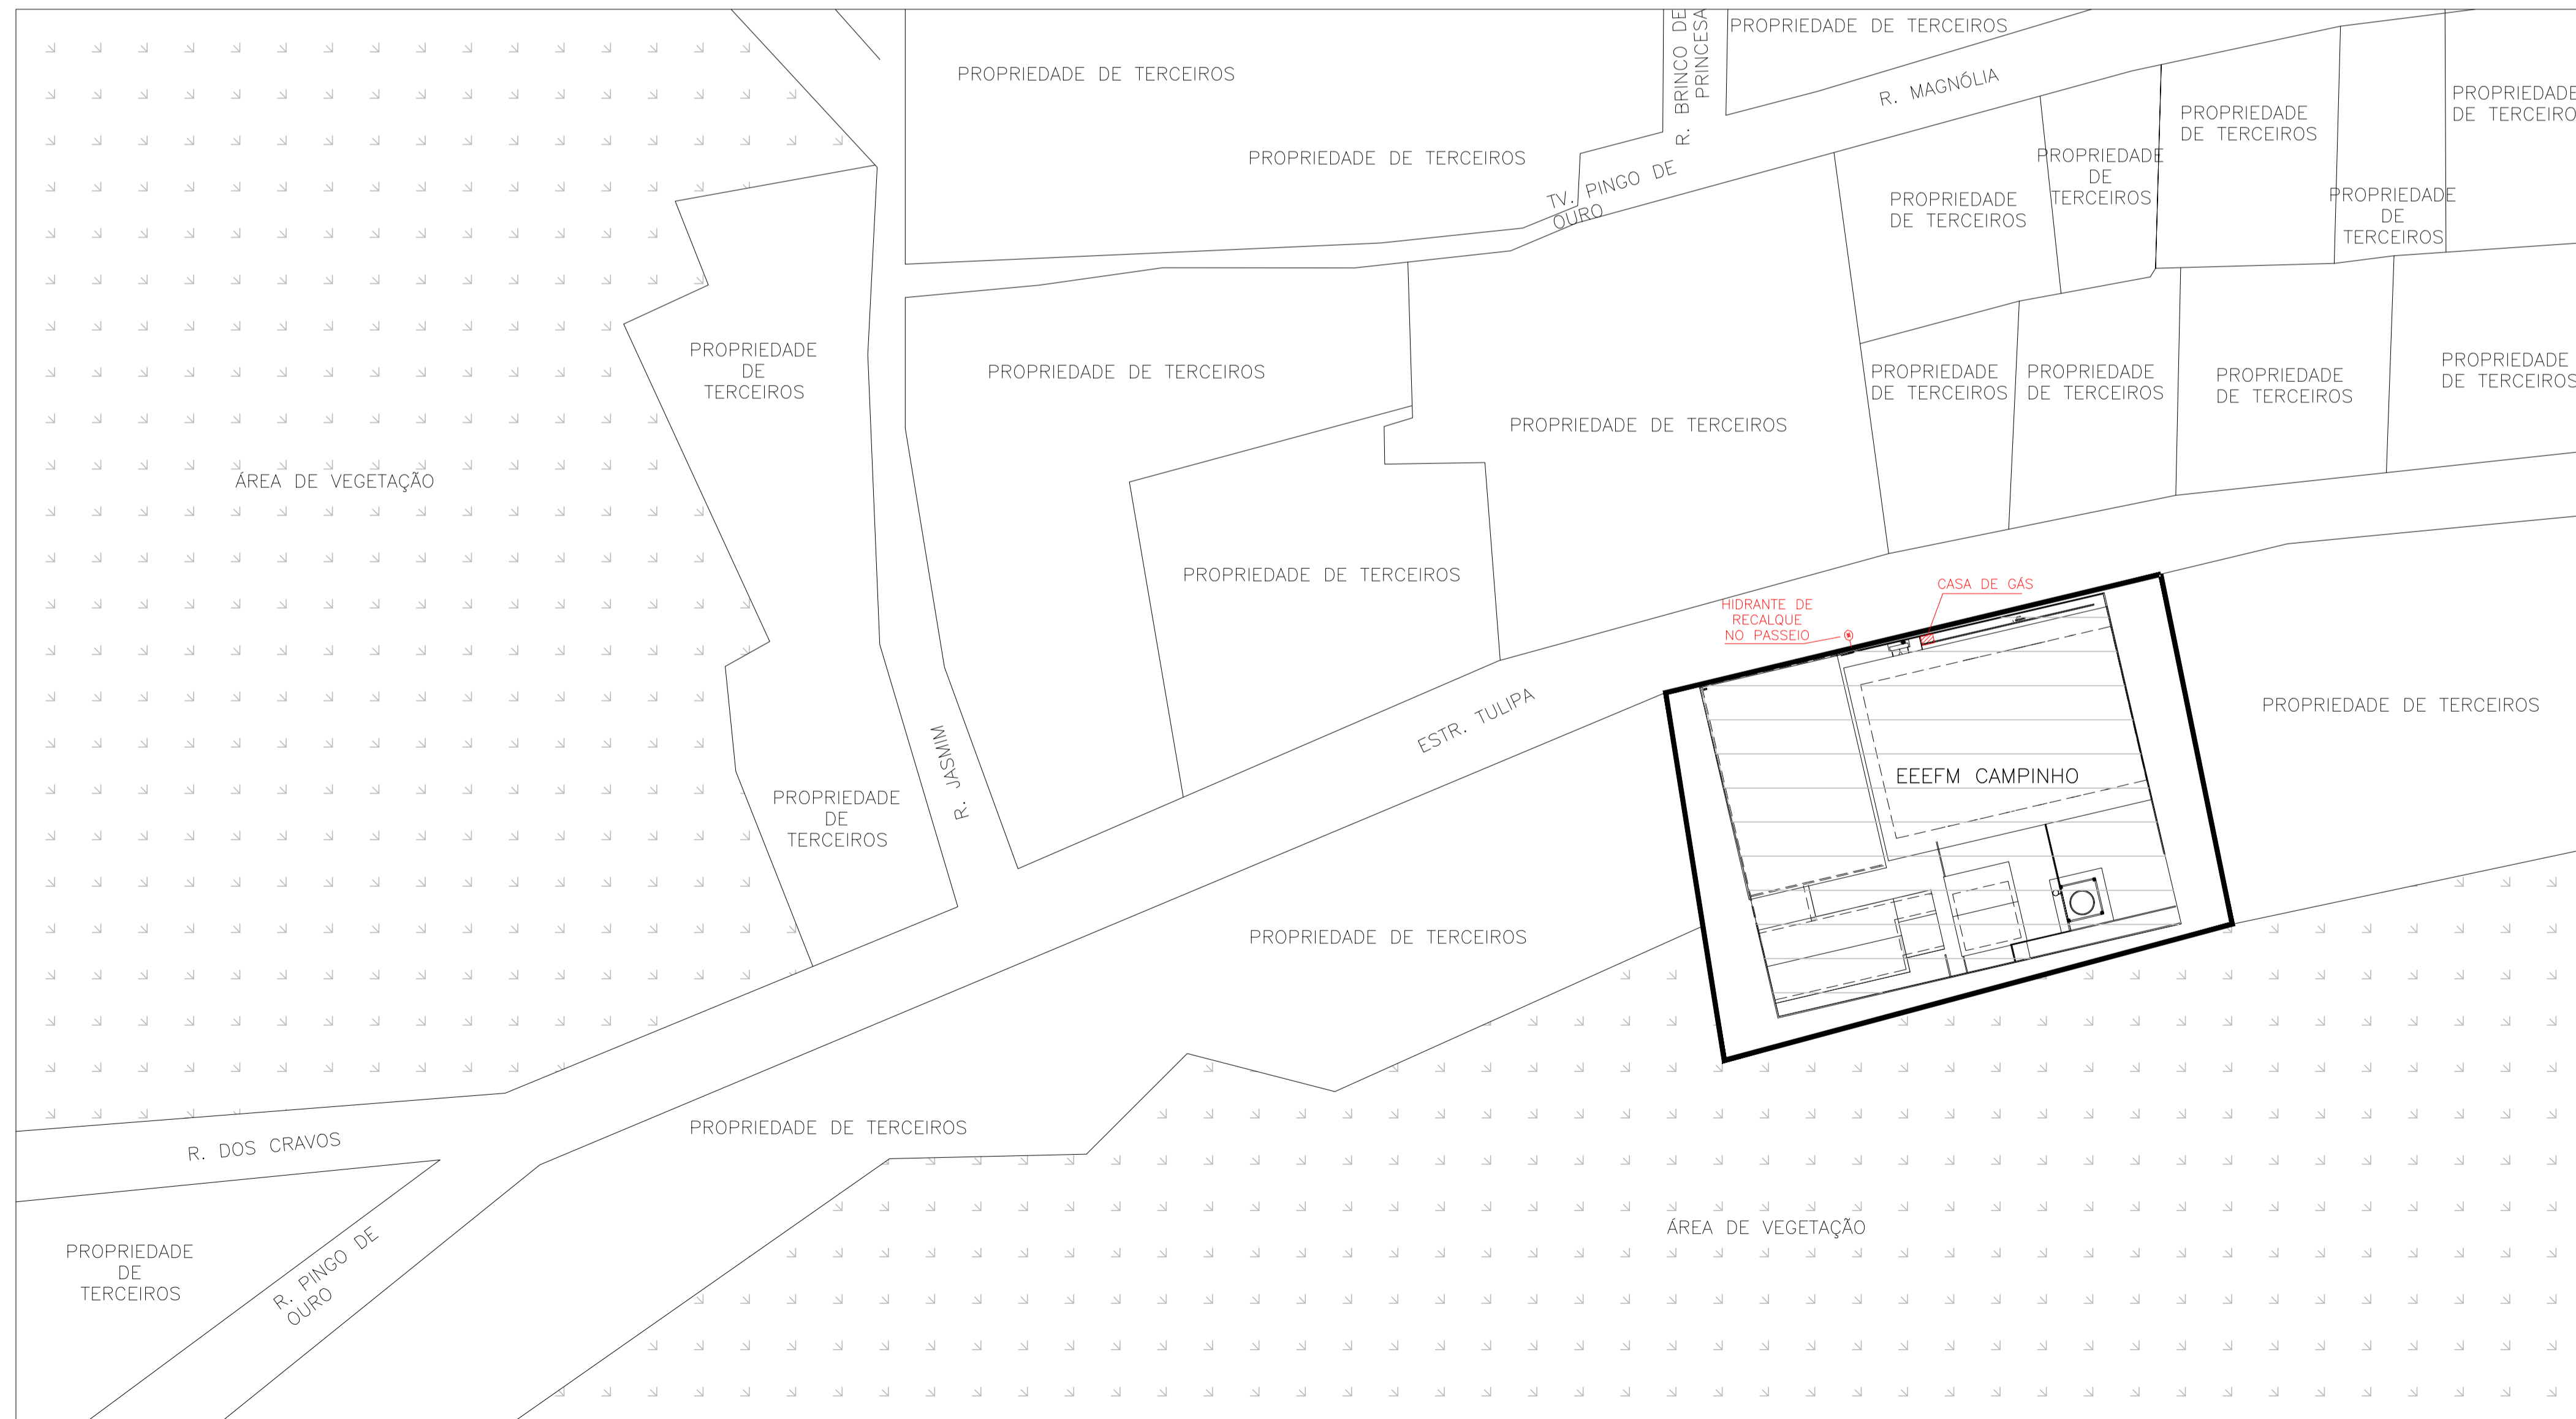 PROPRIEDADE DE TERCEIROS
R. BRINCO DE
PRINCESA
PROPRIEDADE DE TERCEIROS
R. MAGNÓLIA
PROPRIEDADE
DE TERCEIROS
PROPRIEDADE
DE TERCEIRO
PROPRIEDADE DE TERCEIROS
TV. PINGO DE
OURO
PROPRIEDADE
DE TERCEIROS
PROPRIEDADE
DE
TERCEIROS
PROPRIEDADE
DE
TERCEIROS
PROPRIEDADE
DE
TERCEIROS
PROPRIEDADE DE TERCEIROS
PROPRIEDADE DE TERCEIROS
PROPRIEDADE
DE TERCEIROS
PROPRIEDADE
DE TERCEIROS
PROPRIEDADE
DE TERCEIROS
PROPRIEDADE
DE TERCEIROS
ÁREA DE VEGETAÇÃO
PROPRIEDADE DE TERCEIROS
HIDRANTE DE
RECALQUE
NO PASSEIO
CASA DE GÁS
ESTR. TULIPA
PROPRIEDADE DE TERCEIROS
R. JASMIM
EEEFM CAMPINHO
PROPRIEDADE
DE
TERCEIROS
PROPRIEDADE DE TERCEIROS
PROPRIEDADE DE TERCEIROS
R. DOS CRAVOS
ÁREA DE VEGETAÇÃO
PROPRIEDADE
DE
TERCEIROS
R. PINGO DE
OURO